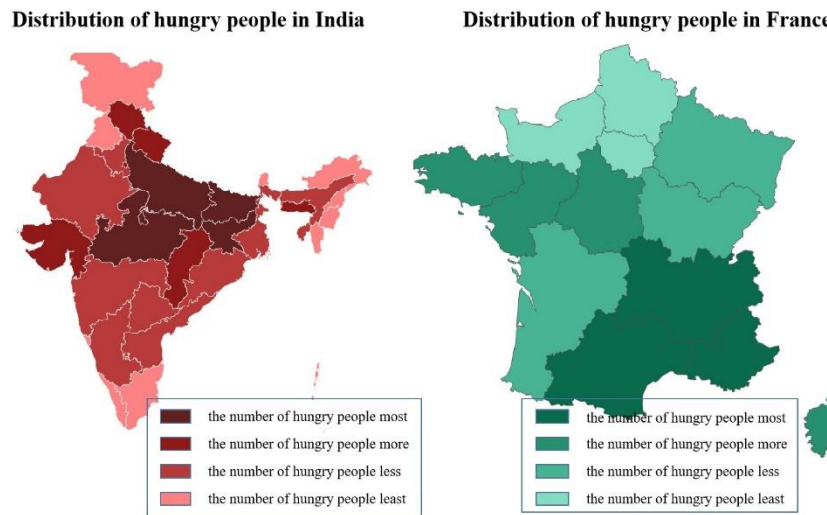 Distribution of hungry people in India
Distribution of hungry people in France
the number of hungry people most
the number of hungry people more
the number of hungry people less
the number of hungry people least
the number of hungry people most
the number of hungry people more
the number of hungry people less
the number of hungry people least